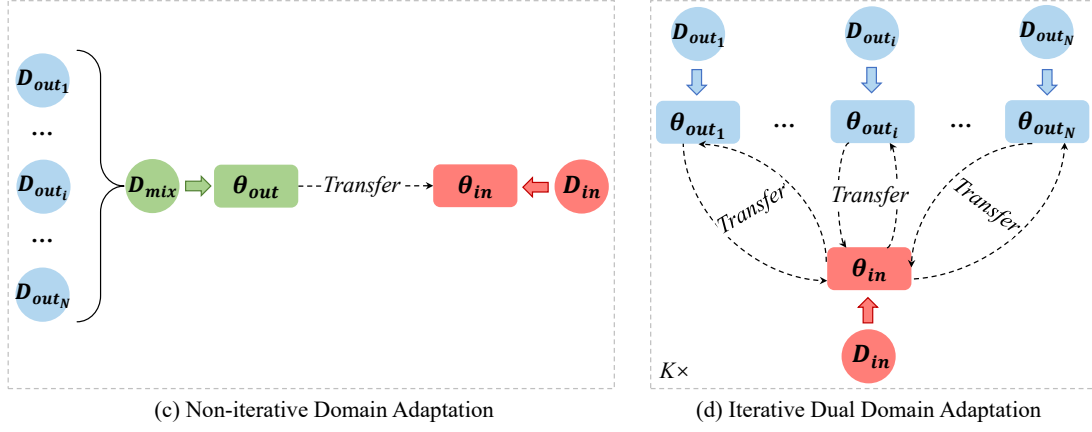 D_out_1
...
D_out_i
...
D_out_N
D_mix
θ_out
Transfer
θ_in
D_in
(c) Non-iterative Domain Adaptation
D_out_1
D_out_i
D_out_N
θ_out_1
...
θ_out_i
...
θ_out_N
Transfer
Transfer
Transfer
θ_in
D_in
K×
(d) Iterative Dual Domain Adaptation